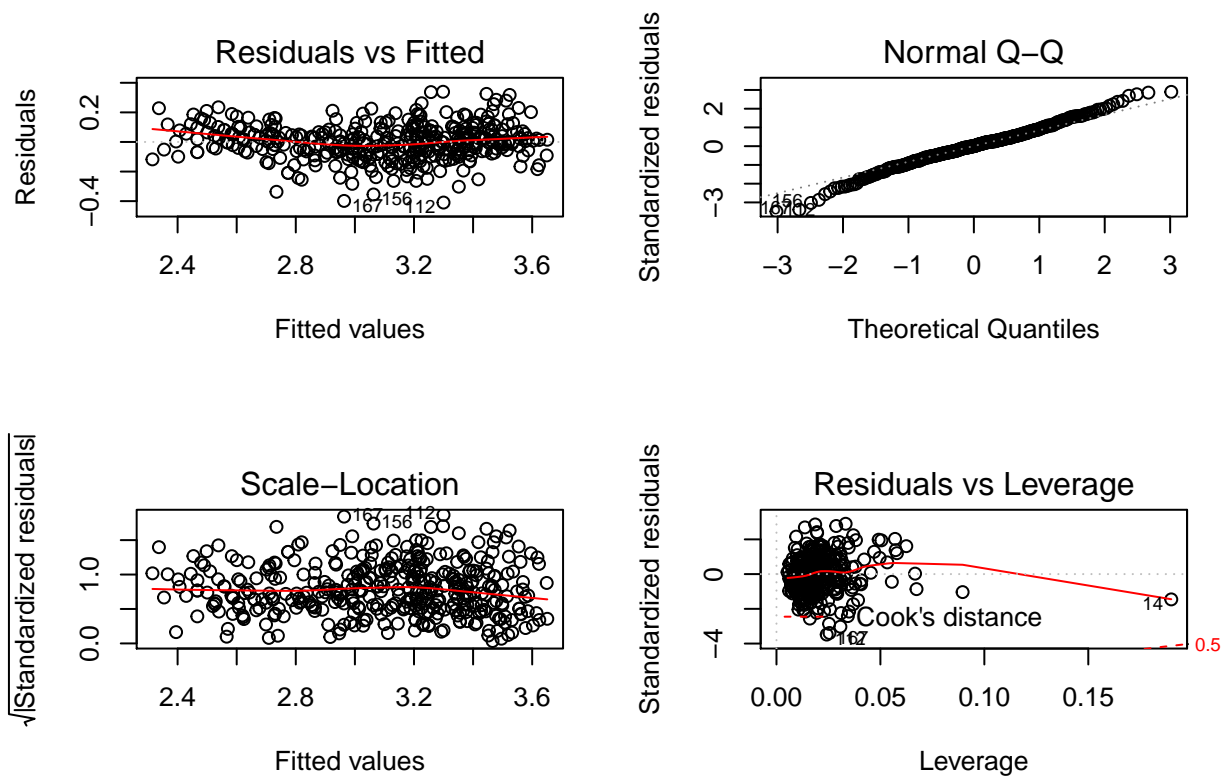 Residuals vs Fitted
Residuals
0.2
−0.4
167
156
112
2.4 2.8 3.2 3.6
Fitted values
Normal Q−Q
Standardized residuals
2
0
−3
156
167
112
−3 −2 −1 0 1 2 3
Theoretical Quantiles
Scale−Location
√|Standardized residuals|
1.0
0.0
167
156
112
2.4 2.8 3.2 3.6
Fitted values
Residuals vs Leverage
Standardized residuals
0
−4
14
Cook's distance
0.5
0.00 0.05 0.10 0.15
Leverage